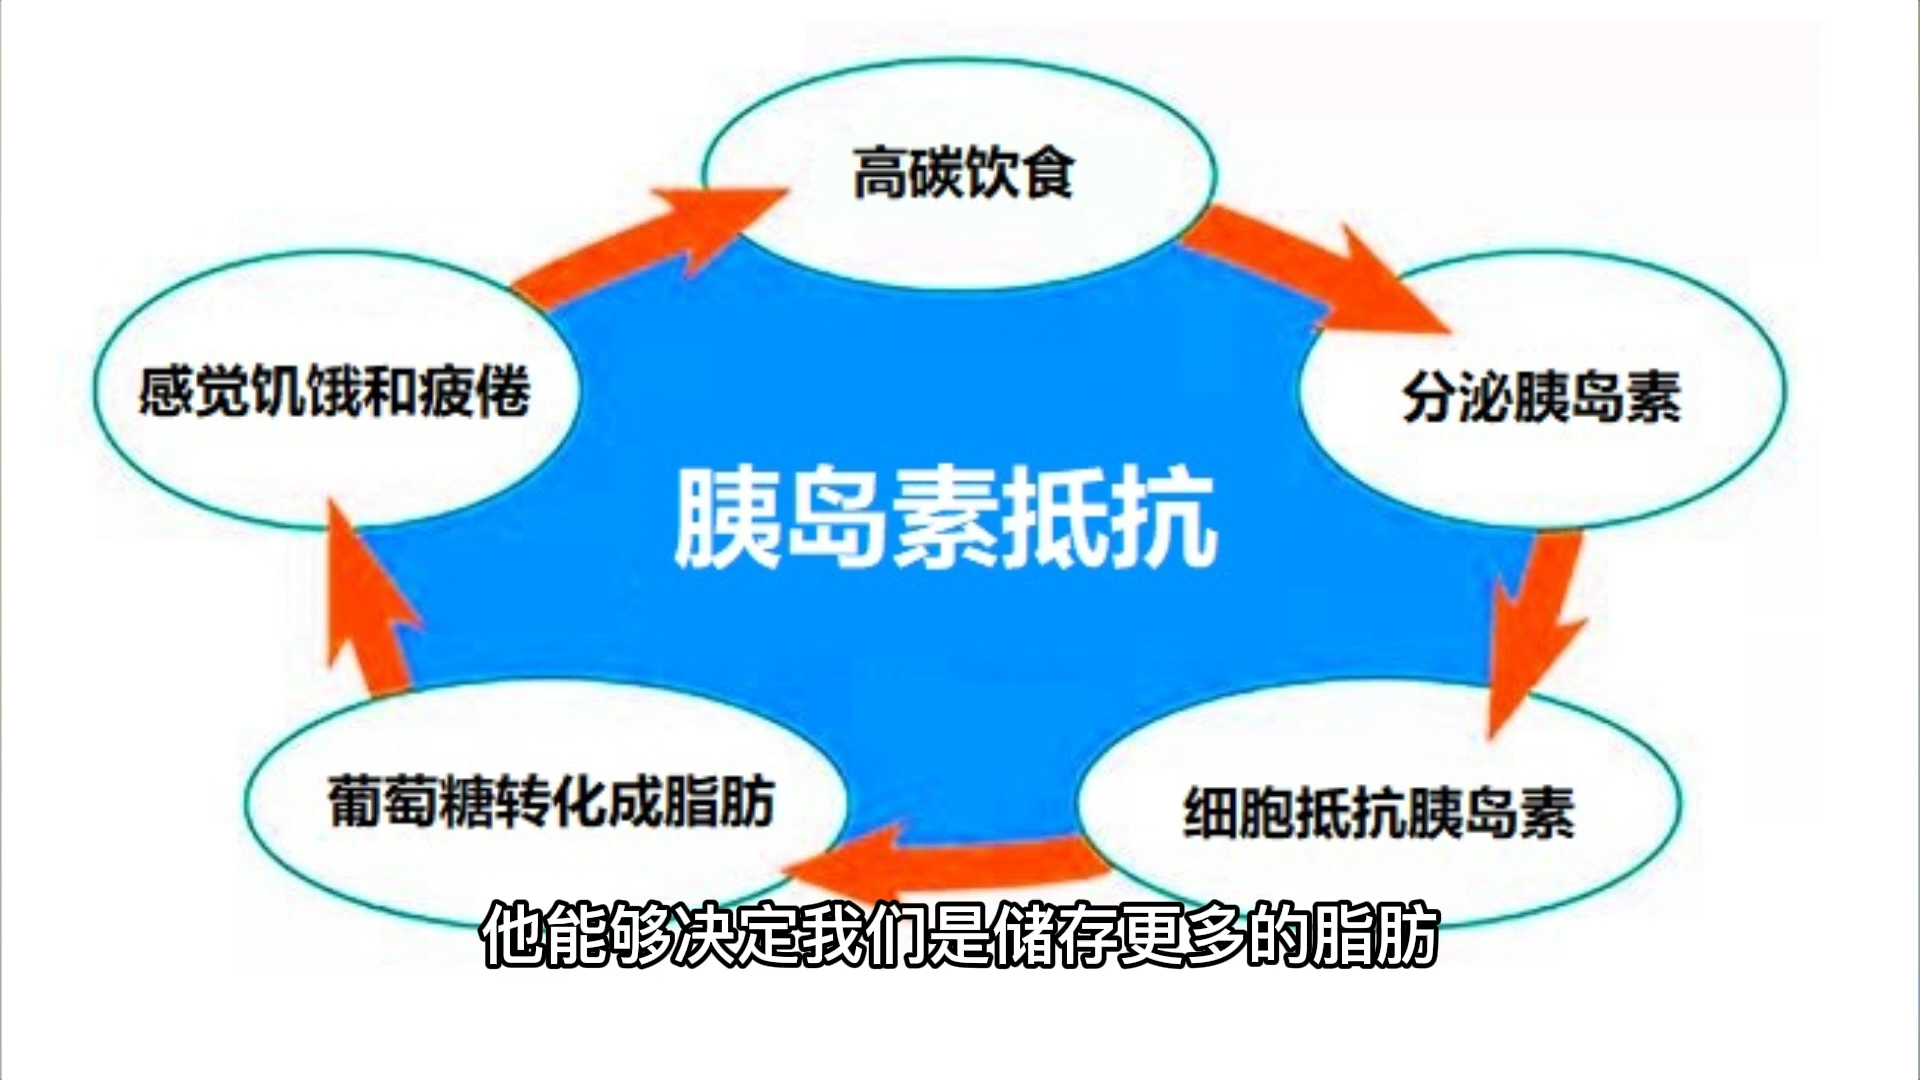 高碳饮食
感觉饥饿和疲倦
分泌胰岛素
胰岛素抵抗
葡萄糖转化成脂肪
细胞抵抗胰岛素
他能够决定我们是储存更多的脂肪